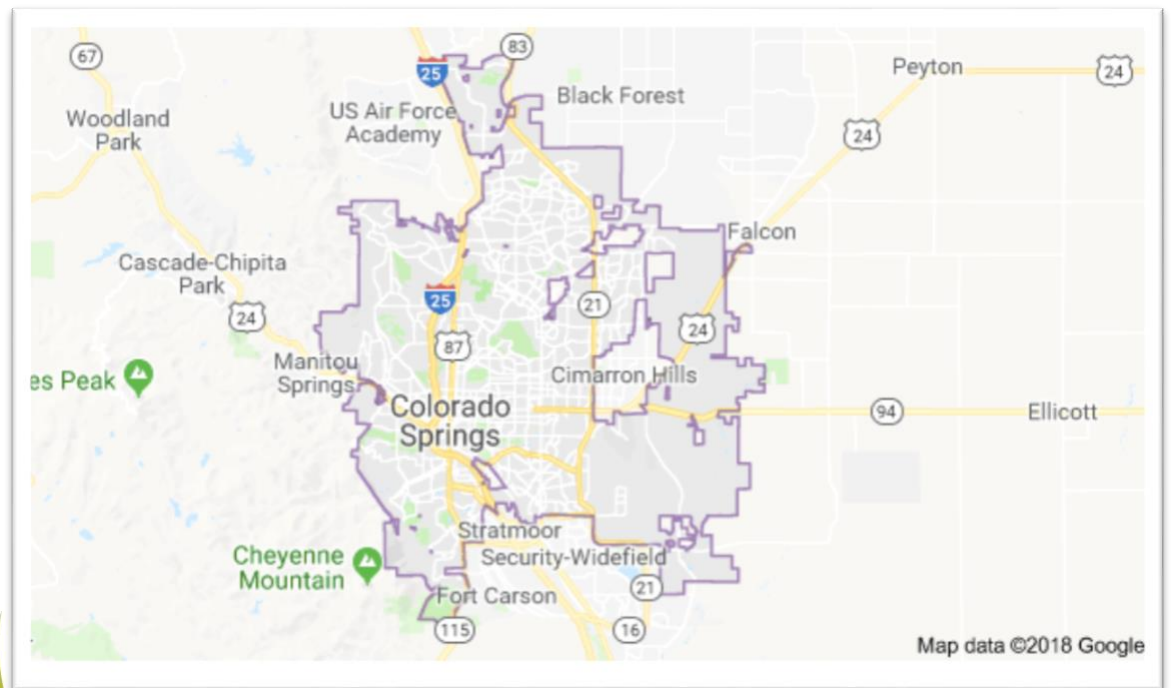 67
83
25
Peyton
24
Black Forest
US Air Force
Academy
Woodland
Park
24
Falcon
Cascade-Chipita
Park
25
21
24
24
87
Manitou
Springs
es Peak
Cimarron Hills
Colorado
Springs
94
Ellicott
Stratmoor
Security-Widefield
Cheyenne
Mountain
21
Fort Carson
115
16
Map data ©2018 Google